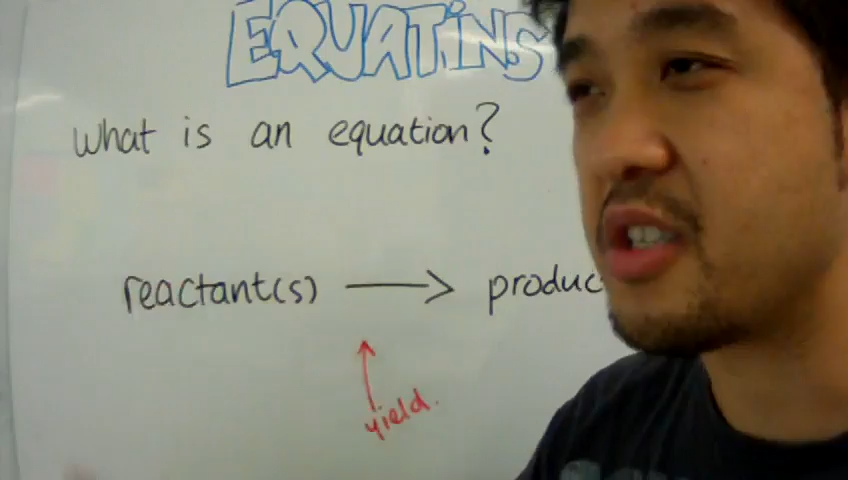 EQUATiNS
what is an equation?
reactant(s) → produc
yield.